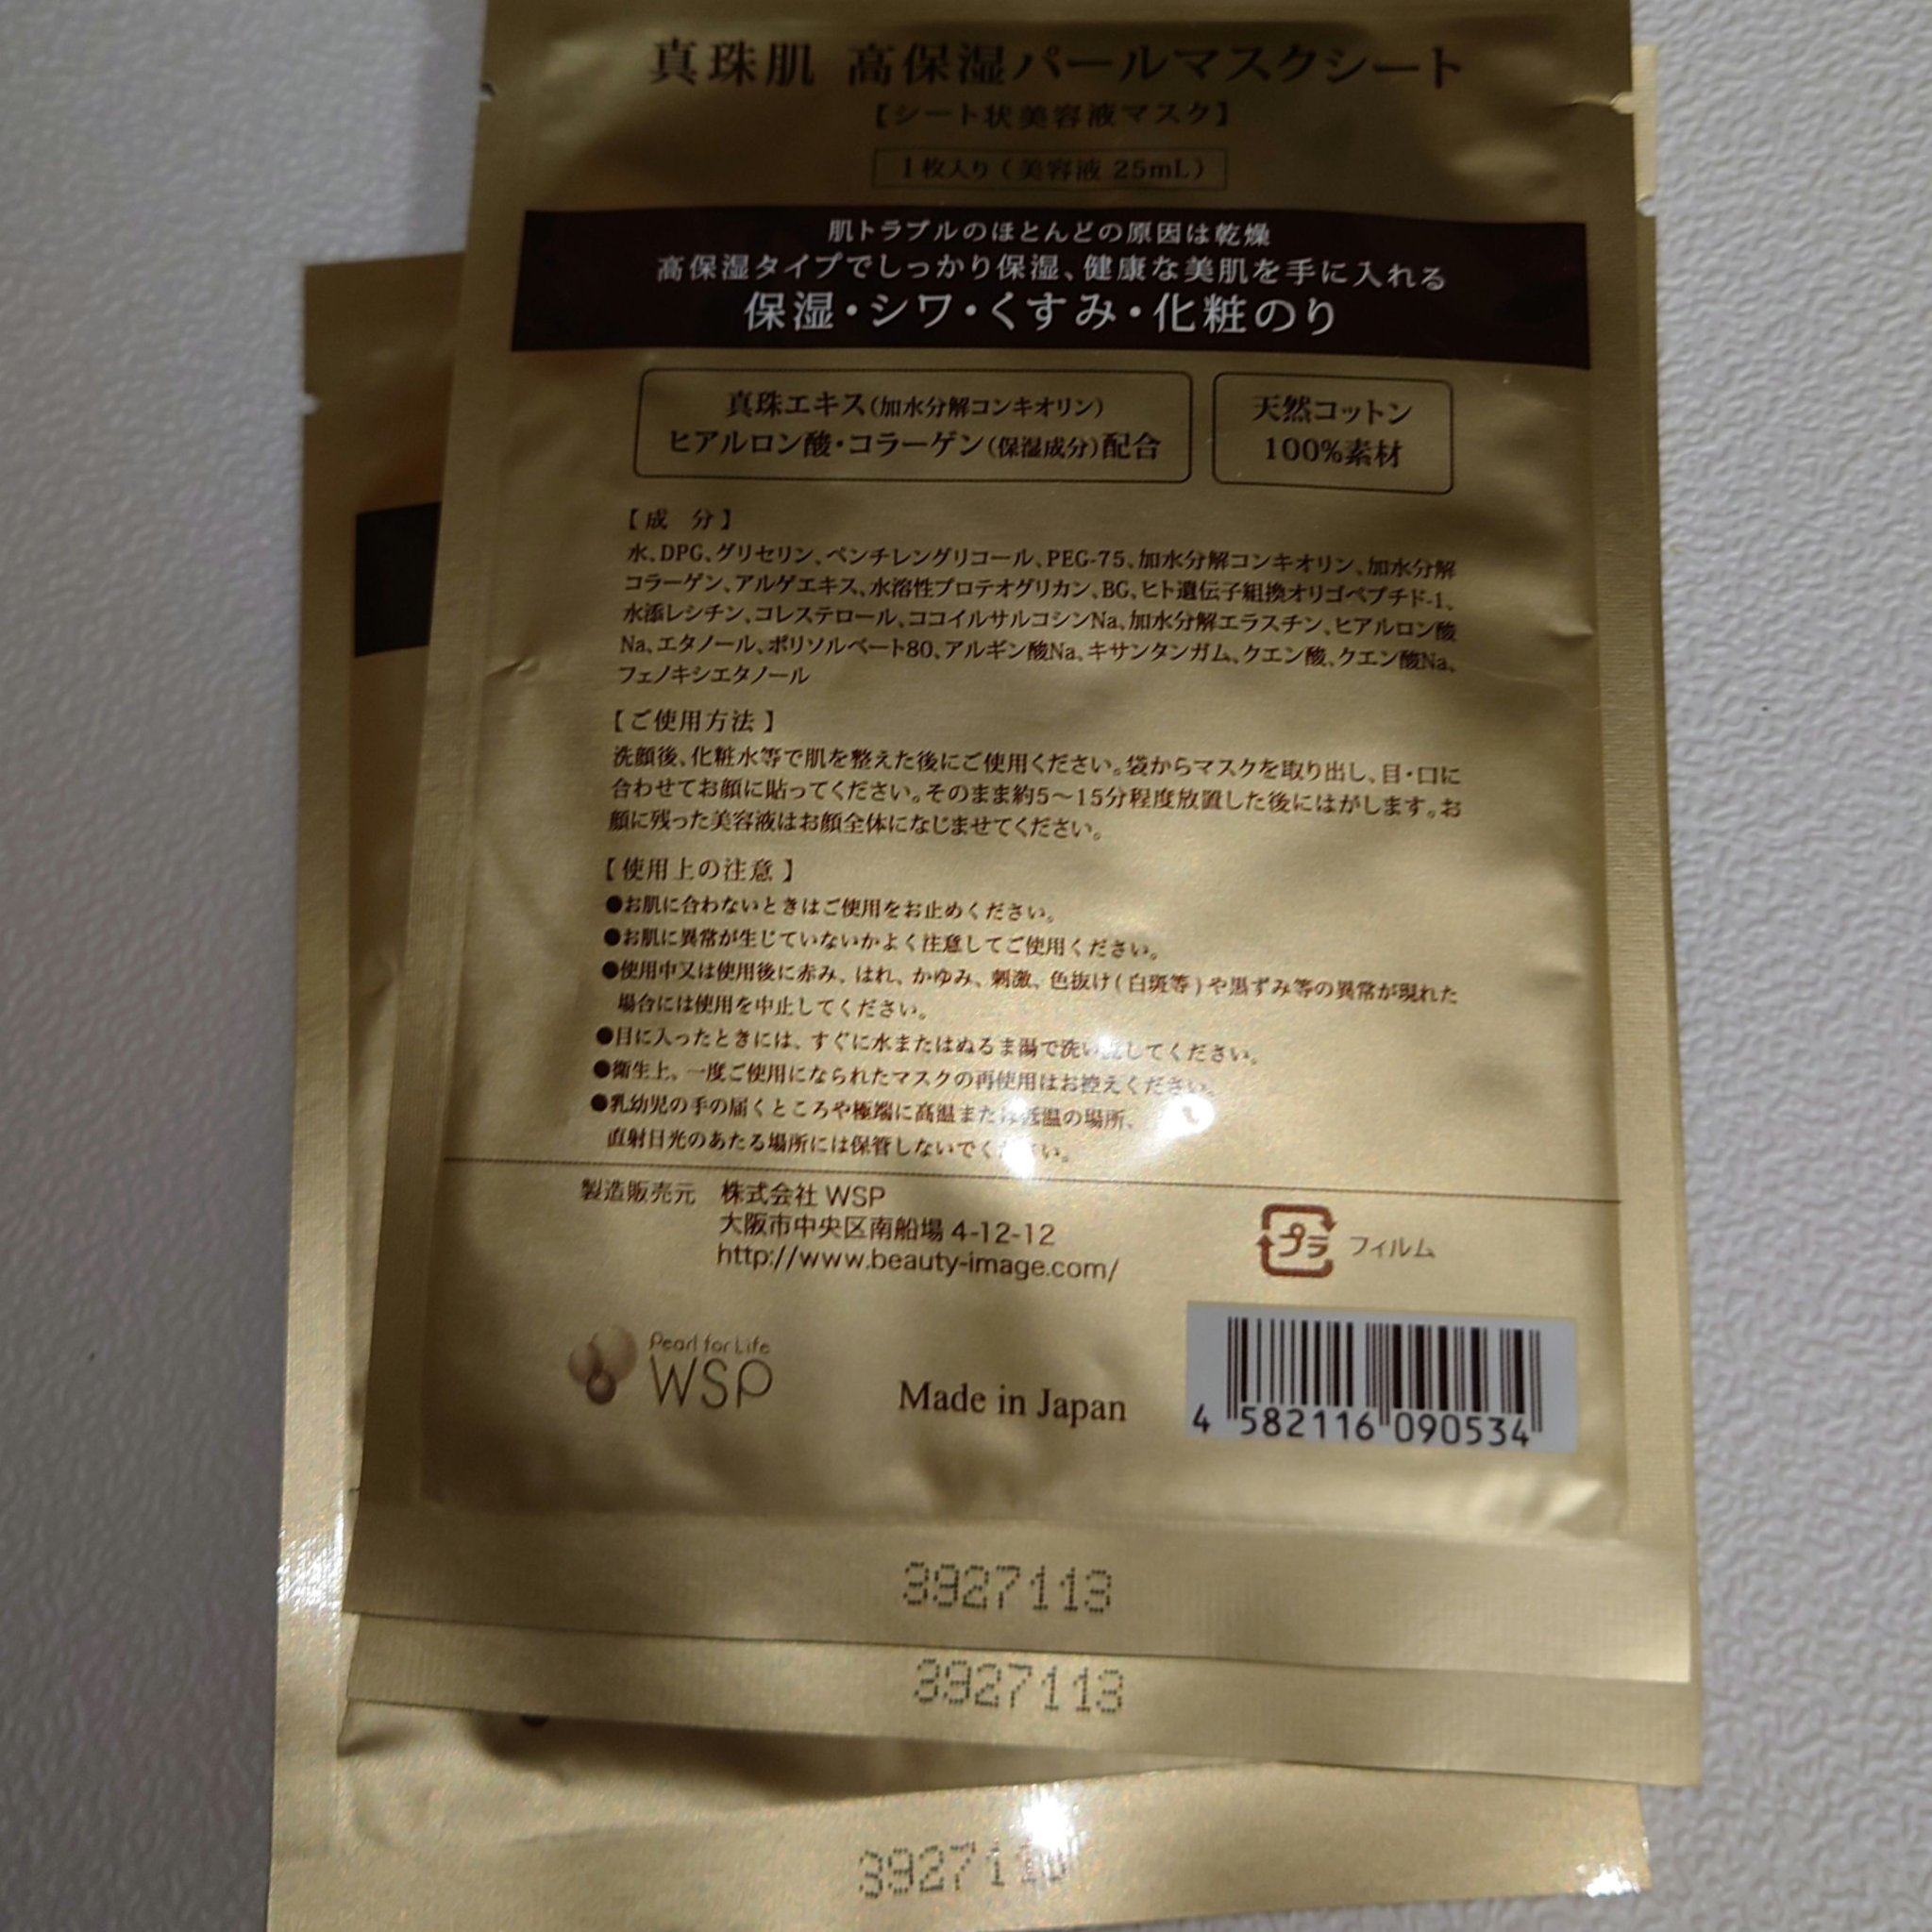 真珠肌 高保湿パールマスクシート
【シート状美容液マスク】
1枚入り(美容液 25mL)
肌トラブルのほとんどの原因は乾燥
高保湿タイプでしっかり保湿、健康な美肌を手に入れる
保湿・シワ・くすみ・化粧のり
真珠エキス(加水分解コンキオリン)
ヒアルロン酸・コラーゲン(保湿成分)配合
天然コットン
100%素材
【成 分】
水、DPG、グリセリン、ペンチレングリコール、PEG-75、加水分解コンキオリン、加水分解
コラーゲン、アルゲエキス、水溶性プロテオグリカン、BG、ヒト遺伝子組換オリゴペプチド-1、
水添レシチン、コレステロール、ココイルサルコシンNa、加水分解エラスチン、ヒアルロン酸
Na、エタノール、ポリソルベート80、アルギン酸Na、キサンタンガム、クエン酸、クエン酸Na、
フェノキシエタノール
【ご使用方法】
洗顔後、化粧水等で肌を整えた後にご使用ください。袋からマスクを取り出し、目・口に
合わせてお顔に貼ってください。そのまま約5～15分程度放置した後にはがします。お
顔に残った美容液はお顔全体になじませてください。
【使用上の注意】
●お肌に合わないときはご使用をお止めください。
●お肌に異常が生じていないかよく注意してご使用ください。
●使用中又は使用後に赤み、はれ、かゆみ、刺激、色抜け(白斑等)や黒ずみ等の異常が現れた
場合には使用を中止してください。
●目に入ったときには、すぐに水またはぬるま湯で洗い流してください。
●衛生上、一度ご使用になられたマスクの再使用はお控えください。
●乳幼児の手の届くところや極端に高温または低温の場所、
直射日光のあたる場所には保管しないでください。
製造販売元 株式会社 WSP
大阪市中央区南船場 4-12-12
http://www.beauty-image.com/
プラ フィルム
Pearl for Life
WSP
Made in Japan
4 582116 090534
3927113
3927113